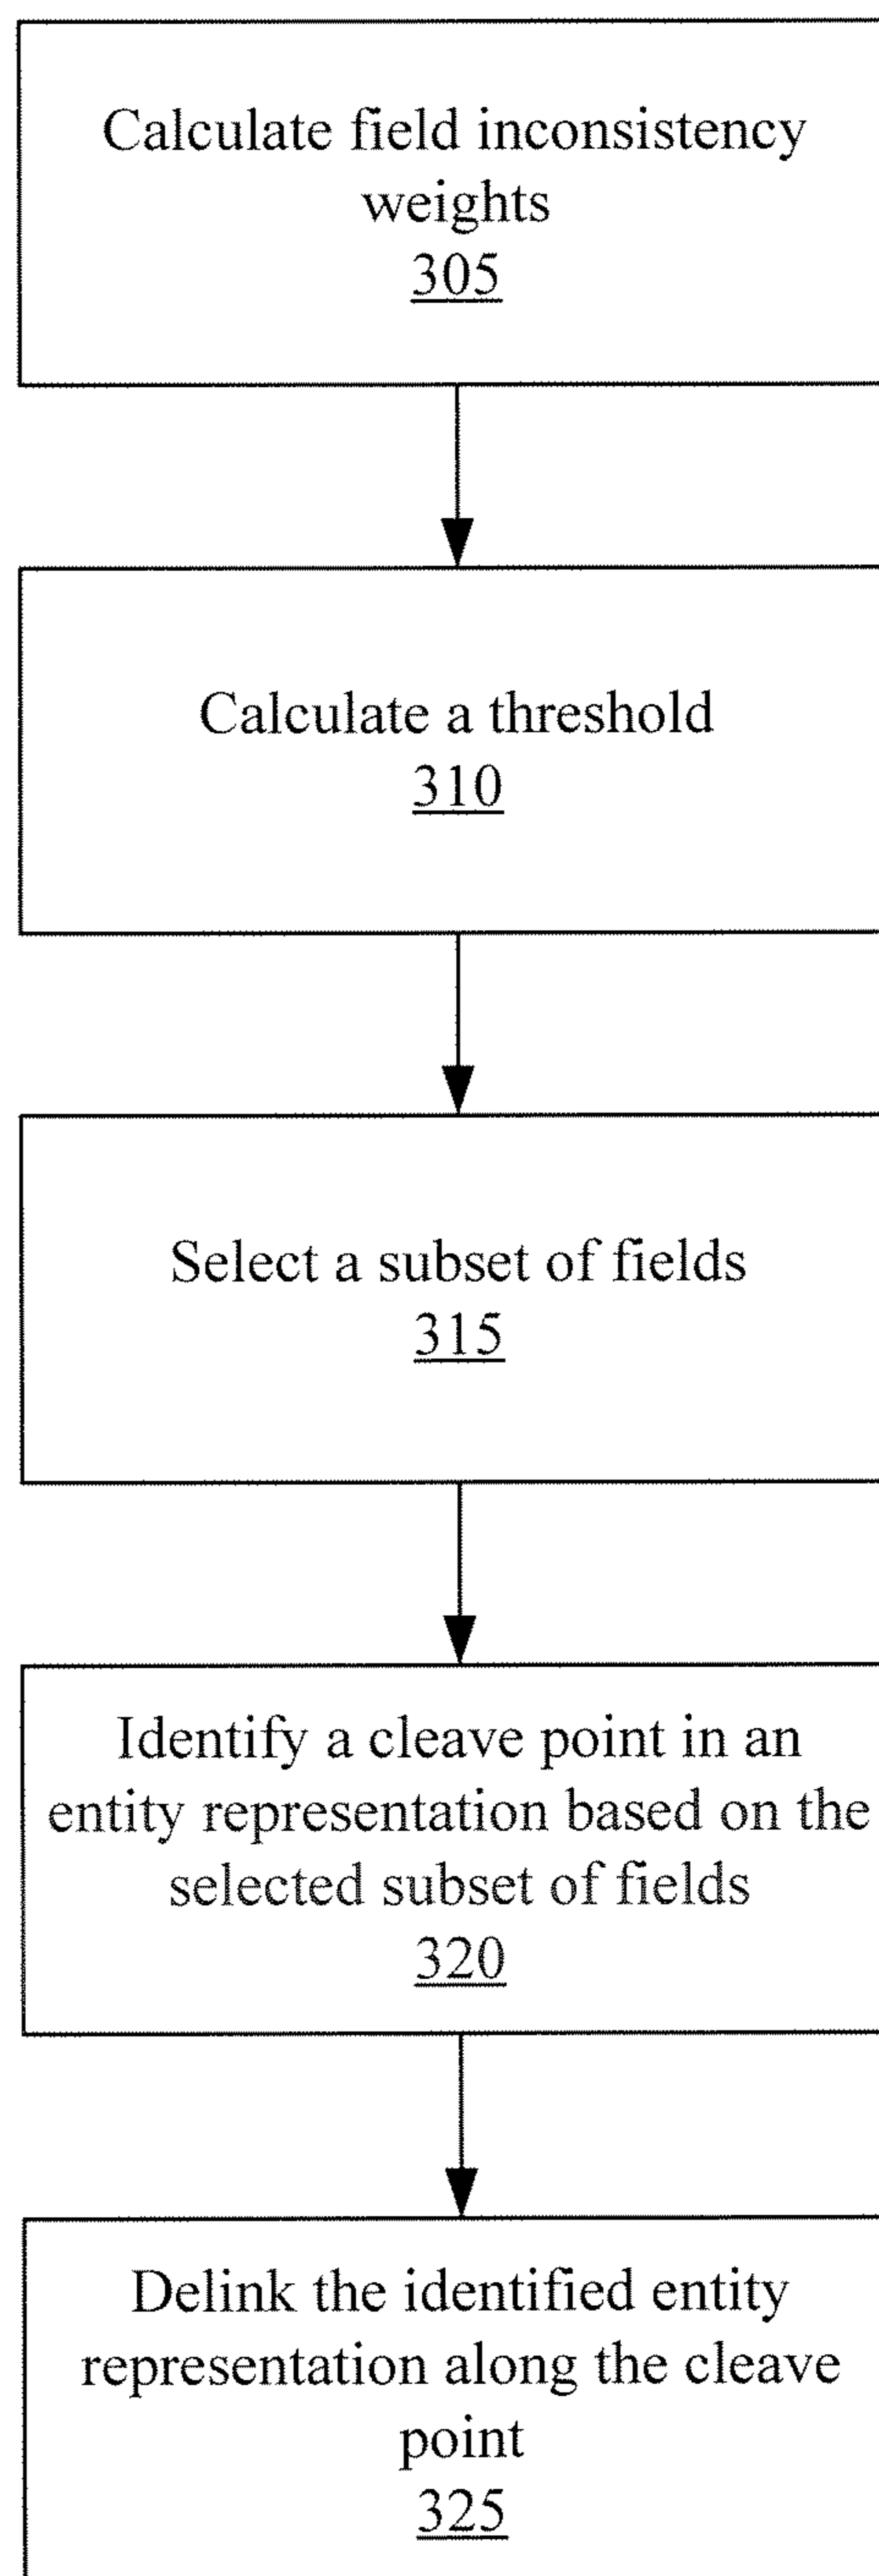 Calculate field inconsistency
weights
305
Calculate a threshold
310
Select a subset of fields
315
Identify a cleave point in an
entity representation based on the
selected subset of fields
320
Delink the identified entity
representation along the cleave
point
325